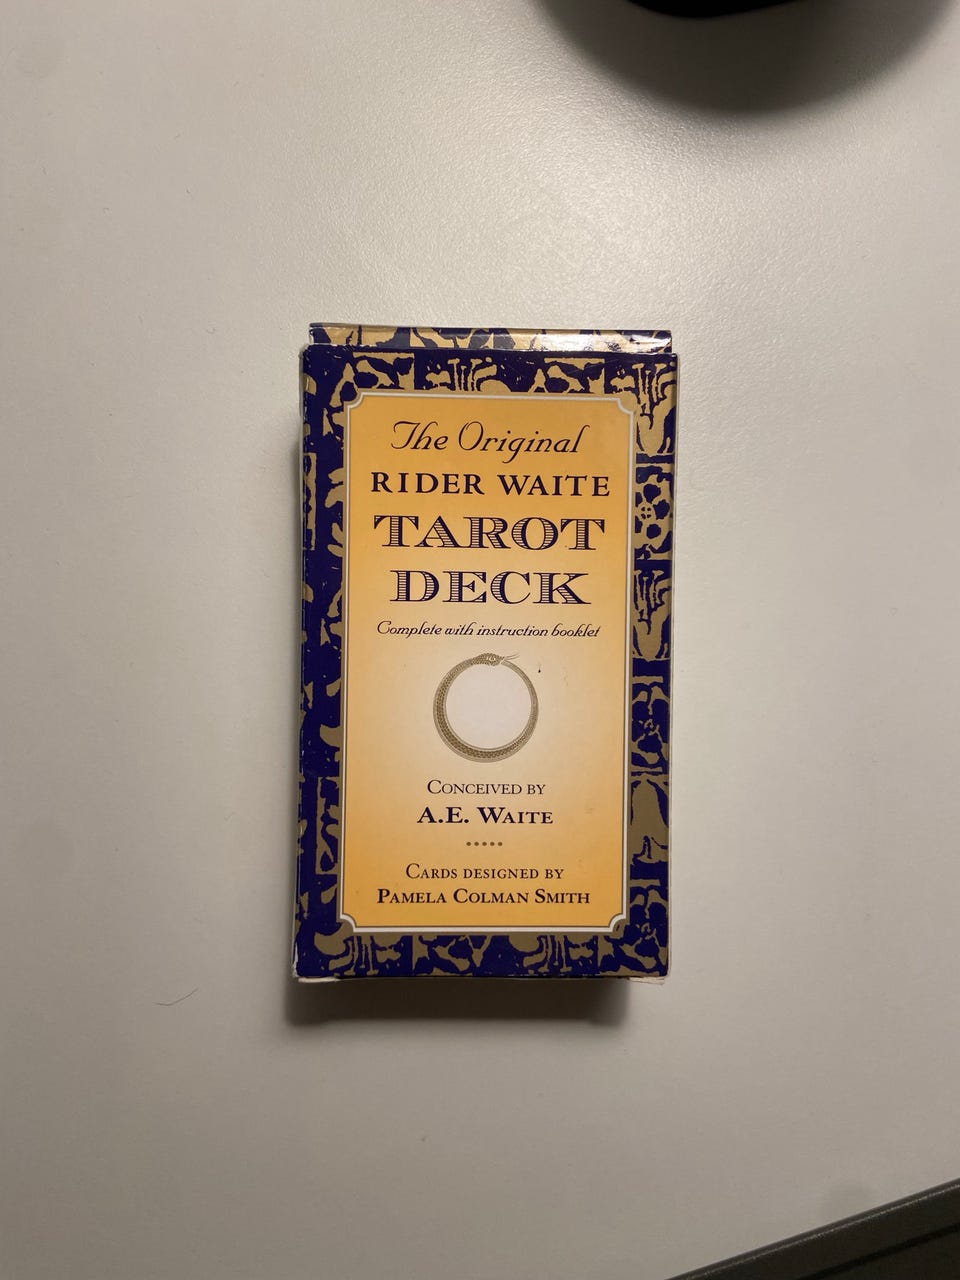 The Original
RIDER WAITE
TAROT
DECK
Complete with instruction booklet
CONCEIVED BY
A.E. WAITE
CARDS DESIGNED BY
PAMELA COLMAN SMITH